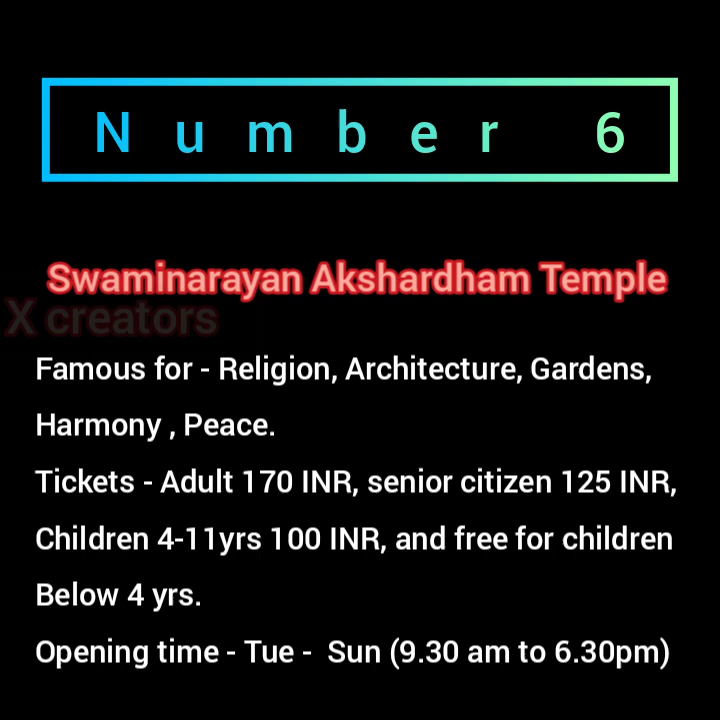 Number 6
Swaminarayan Akshardham Temple
X creators
Famous for - Religion, Architecture, Gardens,
Harmony , Peace.
Tickets - Adult 170 INR, senior citizen 125 INR,
Children 4-11yrs 100 INR, and free for children
Below 4 yrs.
Opening time - Tue -  Sun (9.30 am to 6.30pm)